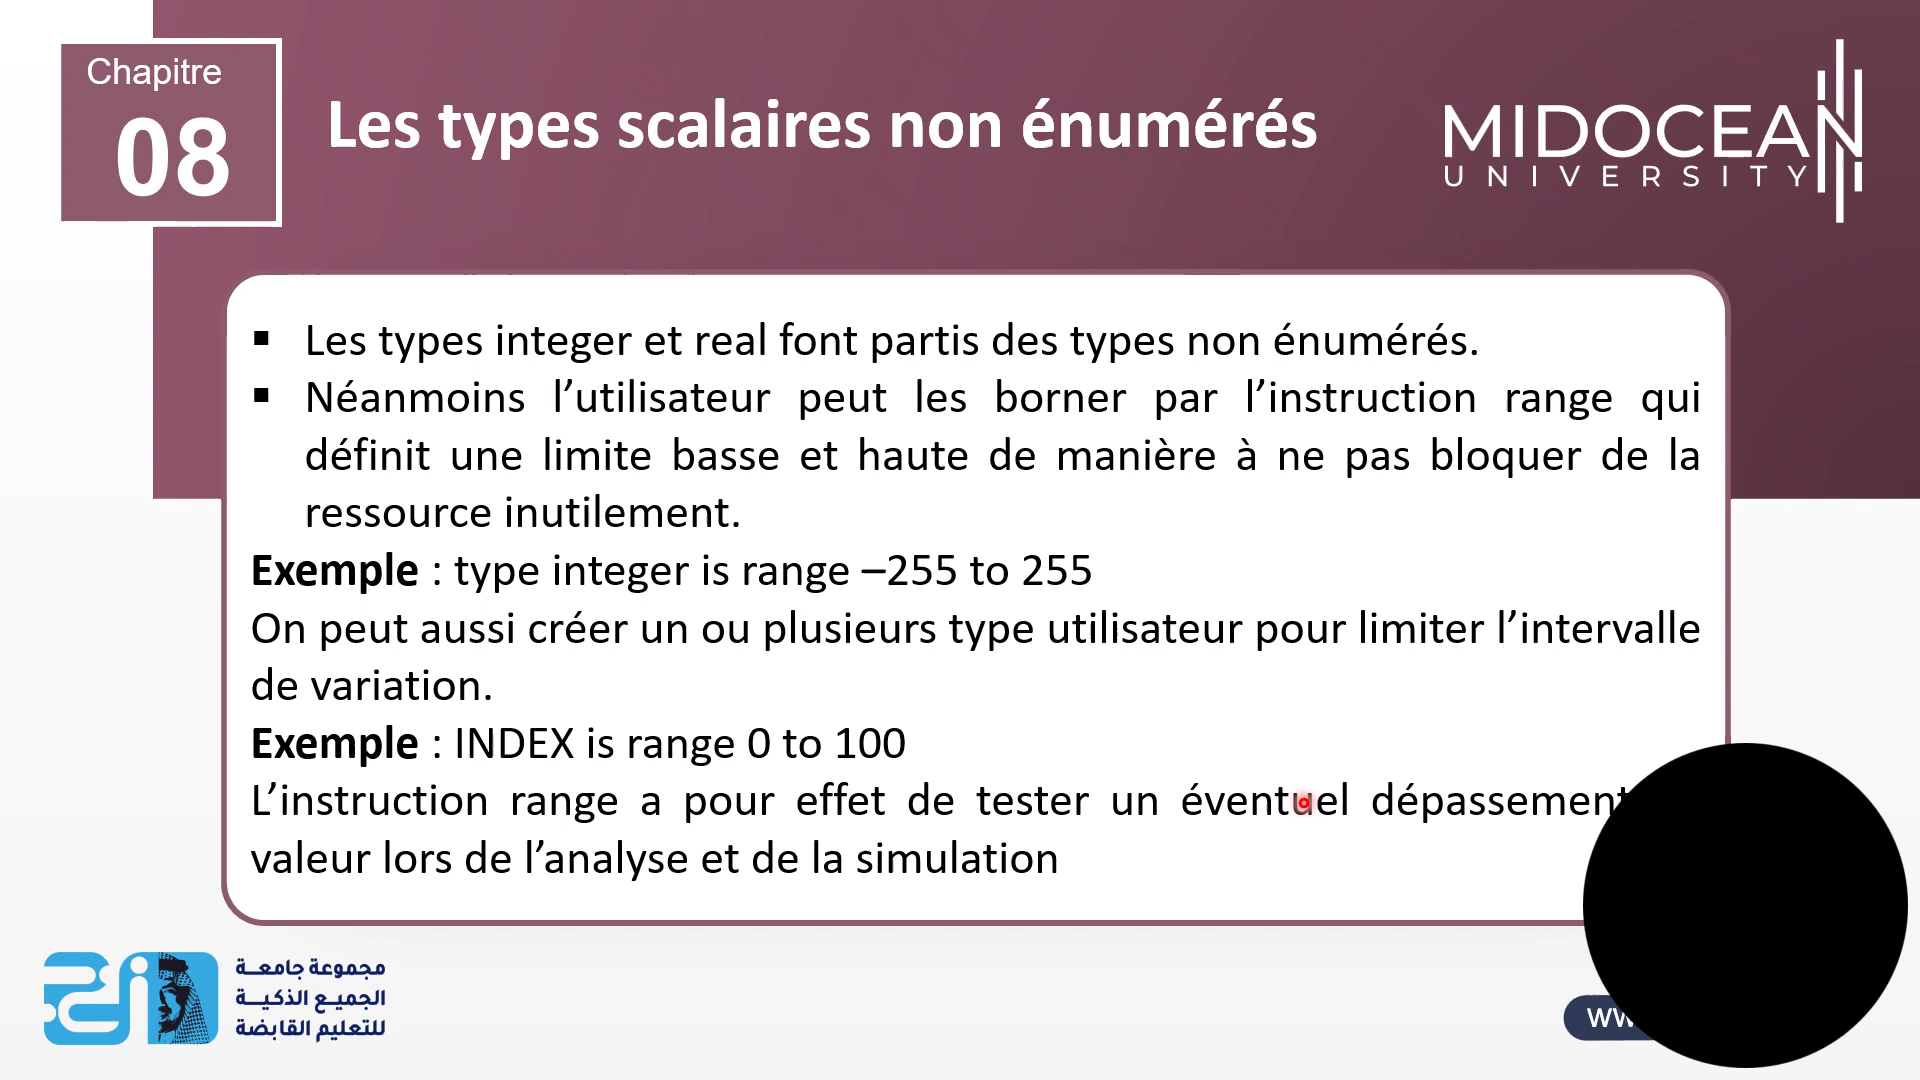 Chapitre
08
Les types scalaires non énumérés
MIDOCEAN
UNIVERSITY
▪ Les types integer et real font partis des types non énumérés.
▪ Néanmoins l’utilisateur peut les borner par l’instruction range qui
définit une limite basse et haute de manière à ne pas bloquer de la
ressource inutilement.
Exemple : type integer is range –255 to 255
On peut aussi créer un ou plusieurs type utilisateur pour limiter l’intervalle
de variation.
Exemple : INDEX is range 0 to 100
L’instruction range a pour effet de tester un éventuel dépassement
valeur lors de l’analyse et de la simulation
مجموعة جامعة
الجميع الذكية
للتعليم القابضة